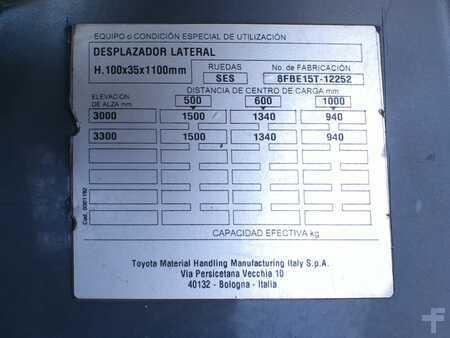 EQUIPO o CONDICIÓN ESPECIAL DE UTILIZACIÓN
DESPLAZADOR LATERAL
H.100x35x1100mm
RUEDAS
SES
No. de FABRICACIÓN
8FBE15T-12252
ELEVACION DE ALZA mm
DISTANCIA DE CENTRO DE CARGA mm
500 600 1000
3000 1500 1340 940
3300 1500 1340 940
CAPACIDAD EFECTIVA kg
Toyota Material Handling Manufacturing Italy S.p.A.
Via Persicetana Vecchia 10
40132 - Bologna - Italia